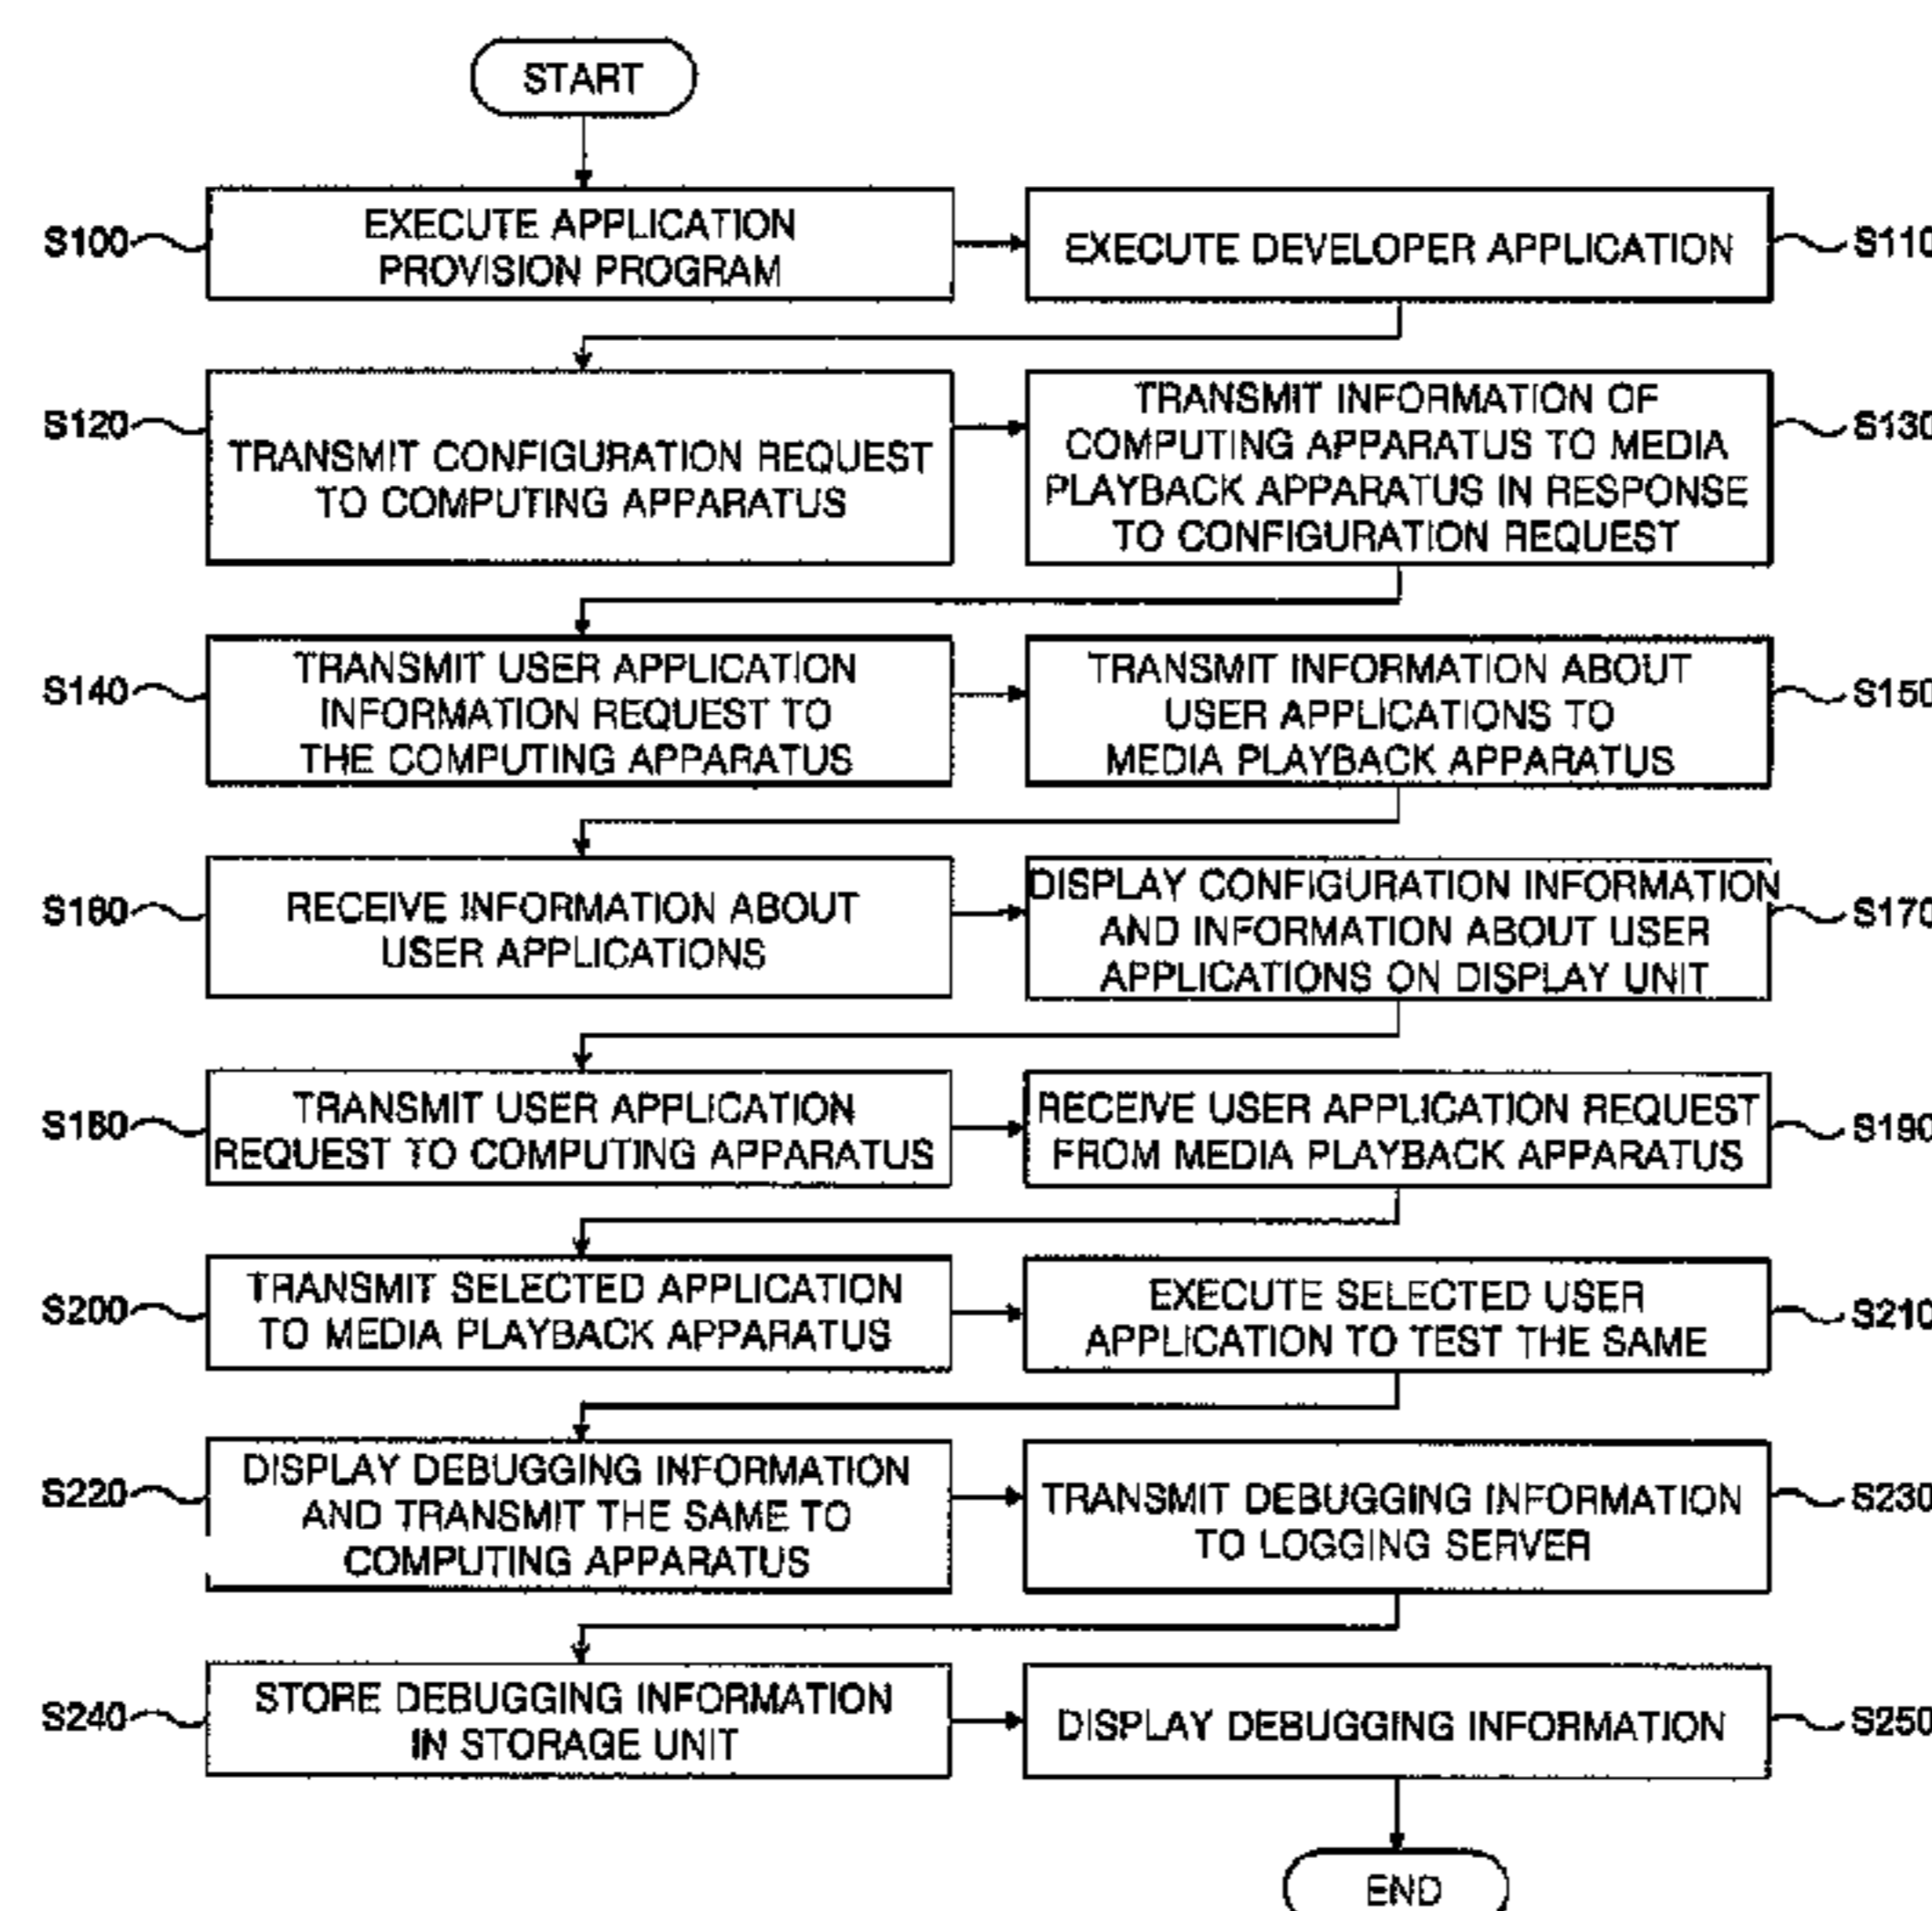 START
S100
EXECUTE APPLICATION
PROVISION PROGRAM
EXECUTE DEVELOPER APPLICATION
S110
S120
TRANSMIT CONFIGURATION REQUEST
TO COMPUTING APPARATUS
TRANSMIT INFORMATION OF
COMPUTING APPARATUS TO MEDIA
PLAYBACK APPARATUS IN RESPONSE
TO CONFIGURATION REQUEST
S130
S140
TRANSMIT USER APPLICATION
INFORMATION REQUEST TO
THE COMPUTING APPARATUS
TRANSMIT INFORMATION ABOUT
USER APPLICATIONS TO
MEDIA PLAYBACK APPARATUS
S150
S160
RECEIVE INFORMATION ABOUT
USER APPLICATIONS
DISPLAY CONFIGURATION INFORMATION
AND INFORMATION ABOUT USER
APPLICATIONS ON DISPLAY UNIT
S170
S180
TRANSMIT USER APPLICATION
REQUEST TO COMPUTING APPARATUS
RECEIVE USER APPLICATION REQUEST
FROM MEDIA PLAYBACK APPARATUS
S190
S200
TRANSMIT SELECTED APPLICATION
TO MEDIA PLAYBACK APPARATUS
EXECUTE SELECTED USER
APPLICATION TO TEST THE SAME
S210
S220
DISPLAY DEBUGGING INFORMATION
AND TRANSMIT THE SAME TO
COMPUTING APPARATUS
TRANSMIT DEBUGGING INFORMATION
TO LOGGING SERVER
S230
S240
STORE DEBUGGING INFORMATION
IN STORAGE UNIT
DISPLAY DEBUGGING INFORMATION
S250
END